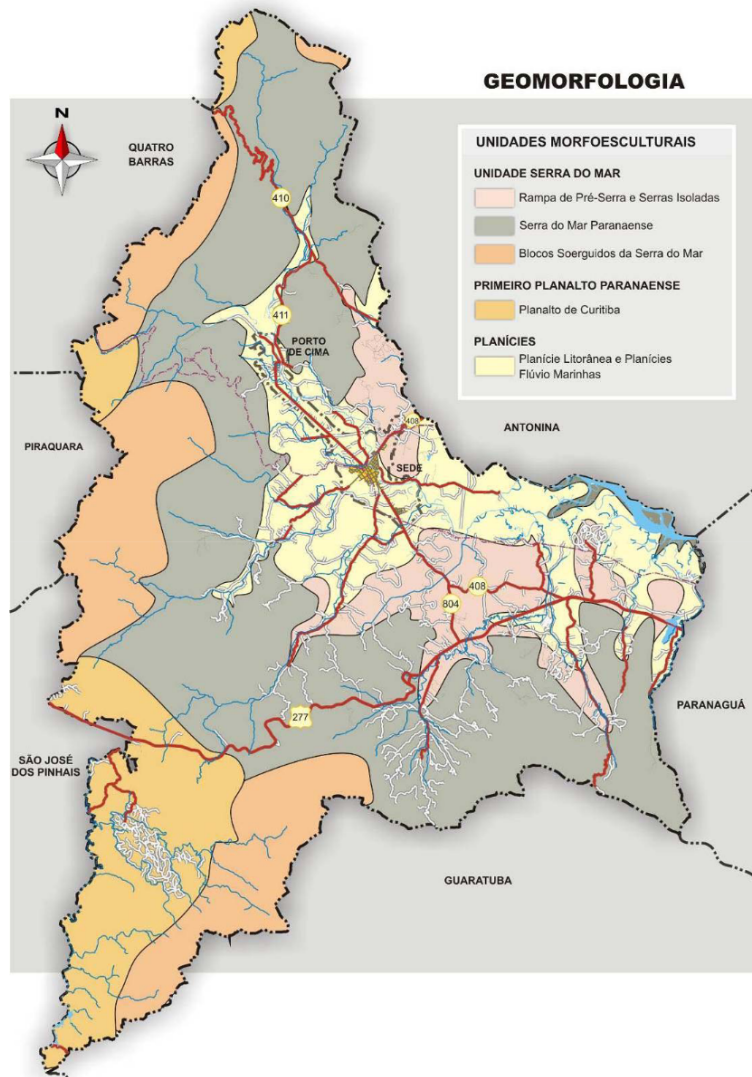 GEOMORFOLOGIA
N
QUATRO
BARRAS
UNIDADES MORFOESCULTURAIS
UNIDADE SERRA DO MAR
Rampa de Pré-Serra e Serras Isoladas
Serra do Mar Paranaense
Blocos Soerguidos da Serra do Mar
PRIMEIRO PLANALTO PARANAENSE
Planalto de Curitiba
PLANÍCIES
Planície Litorânea e Planícies
Flúvio Marinhas
410
411
PORTO
DE CIMA
408
ANTONINA
PIRAQUARA
SEDE
408
804
277
PARANAGUÁ
SÃO JOSÉ
DOS PINHAIS
GUARATUBA